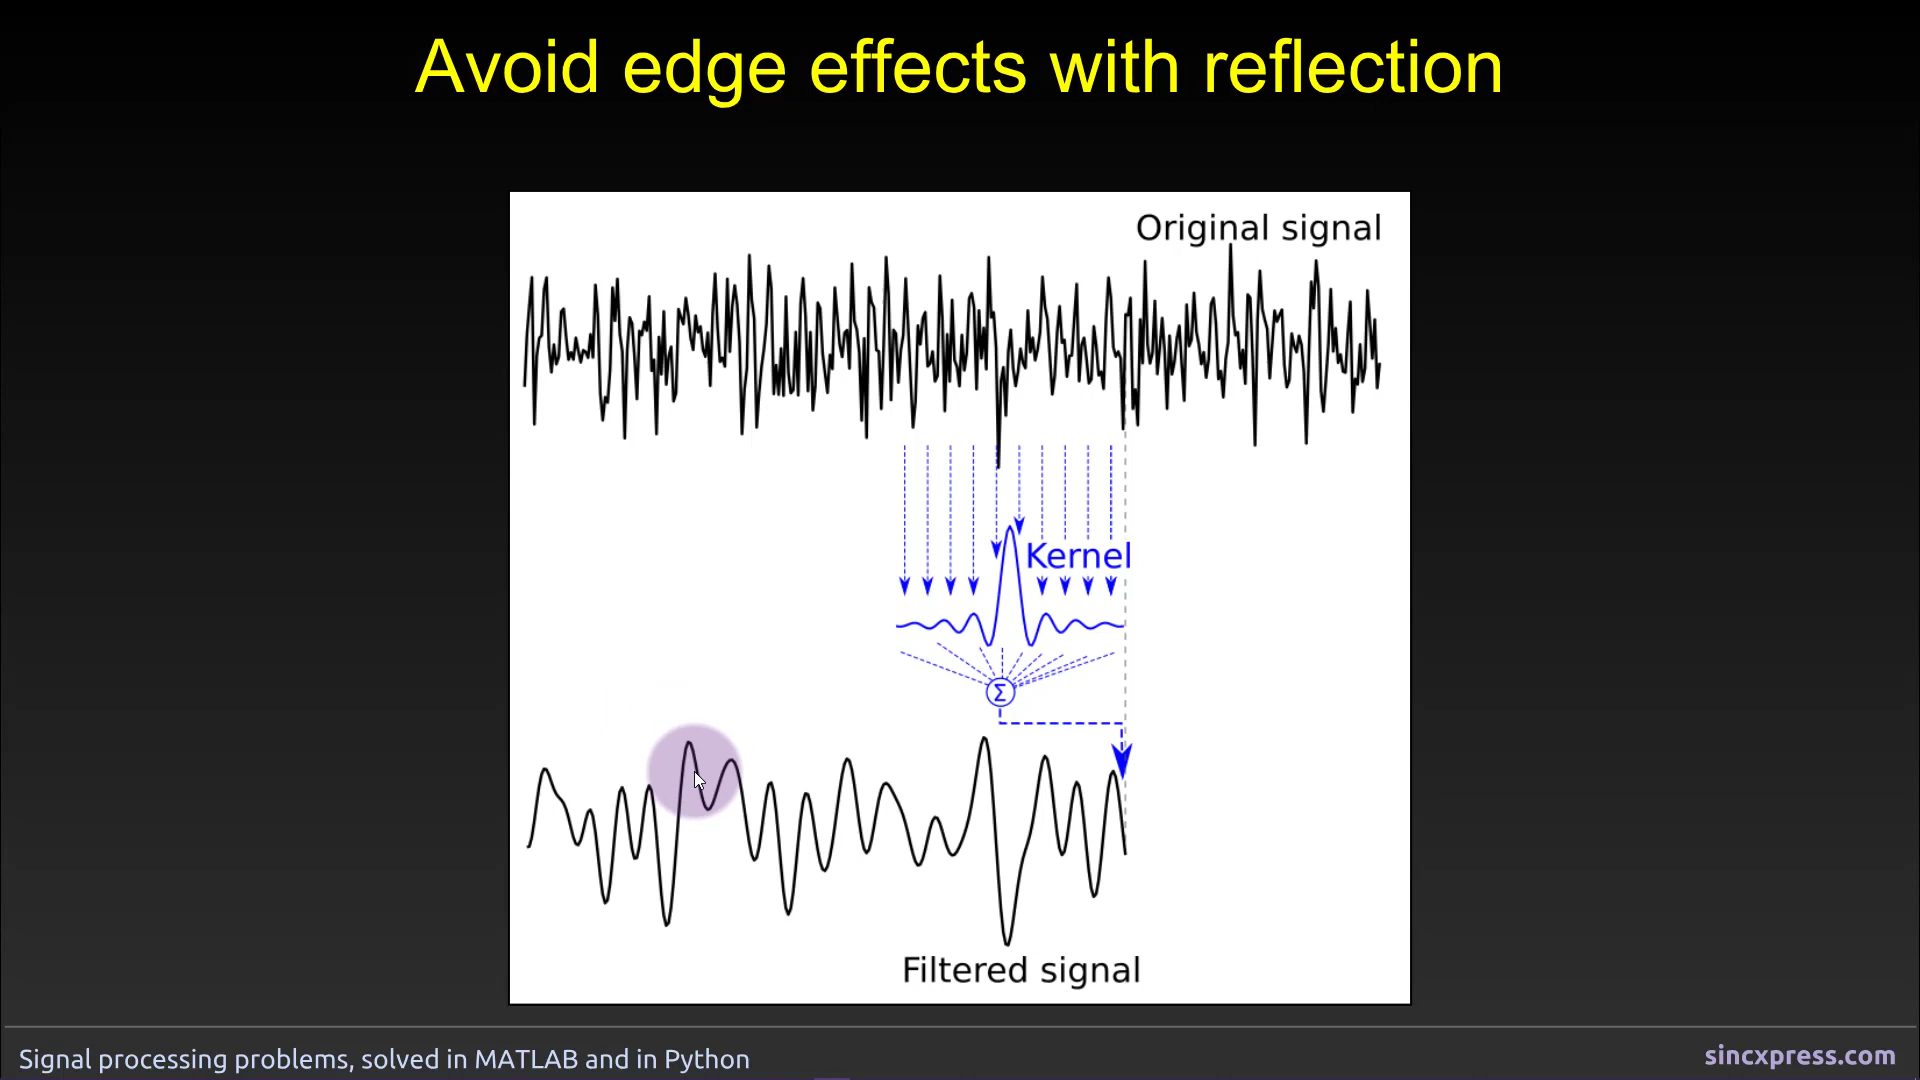 Avoid edge effects with reflection
Original signal
Kernel
Σ
Filtered signal
Signal processing problems, solved in MATLAB and in Python
sincxpress.com